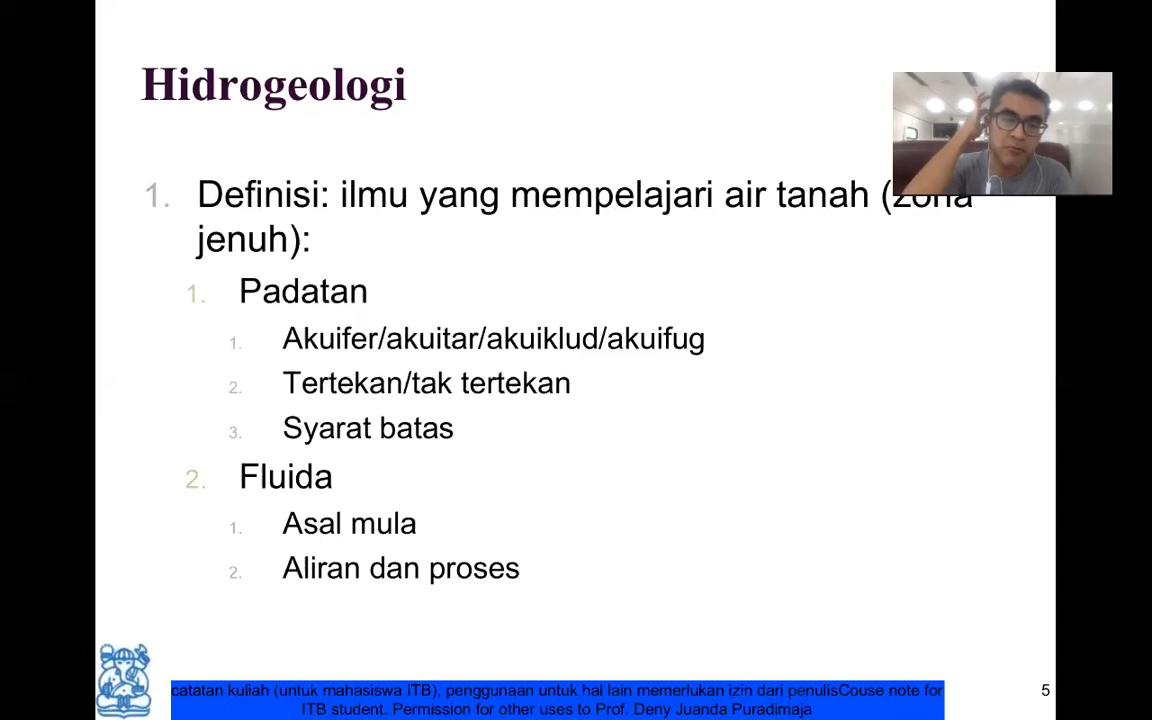 Hidrogeologi
1. Definisi: ilmu yang mempelajari air tanah (zona
jenuh):
1. Padatan
1. Akuifer/akuitar/akuiklud/akuifug
2. Tertekan/tak tertekan
3. Syarat batas
2. Fluida
1. Asal mula
2. Aliran dan proses
catatan kuliah (untuk mahasiswa ITB), penggunaan untuk hal lain memerlukan izin dari penulisCouse note for
ITB student. Permission for other uses to Prof. Deny Juanda Puradimaja
5